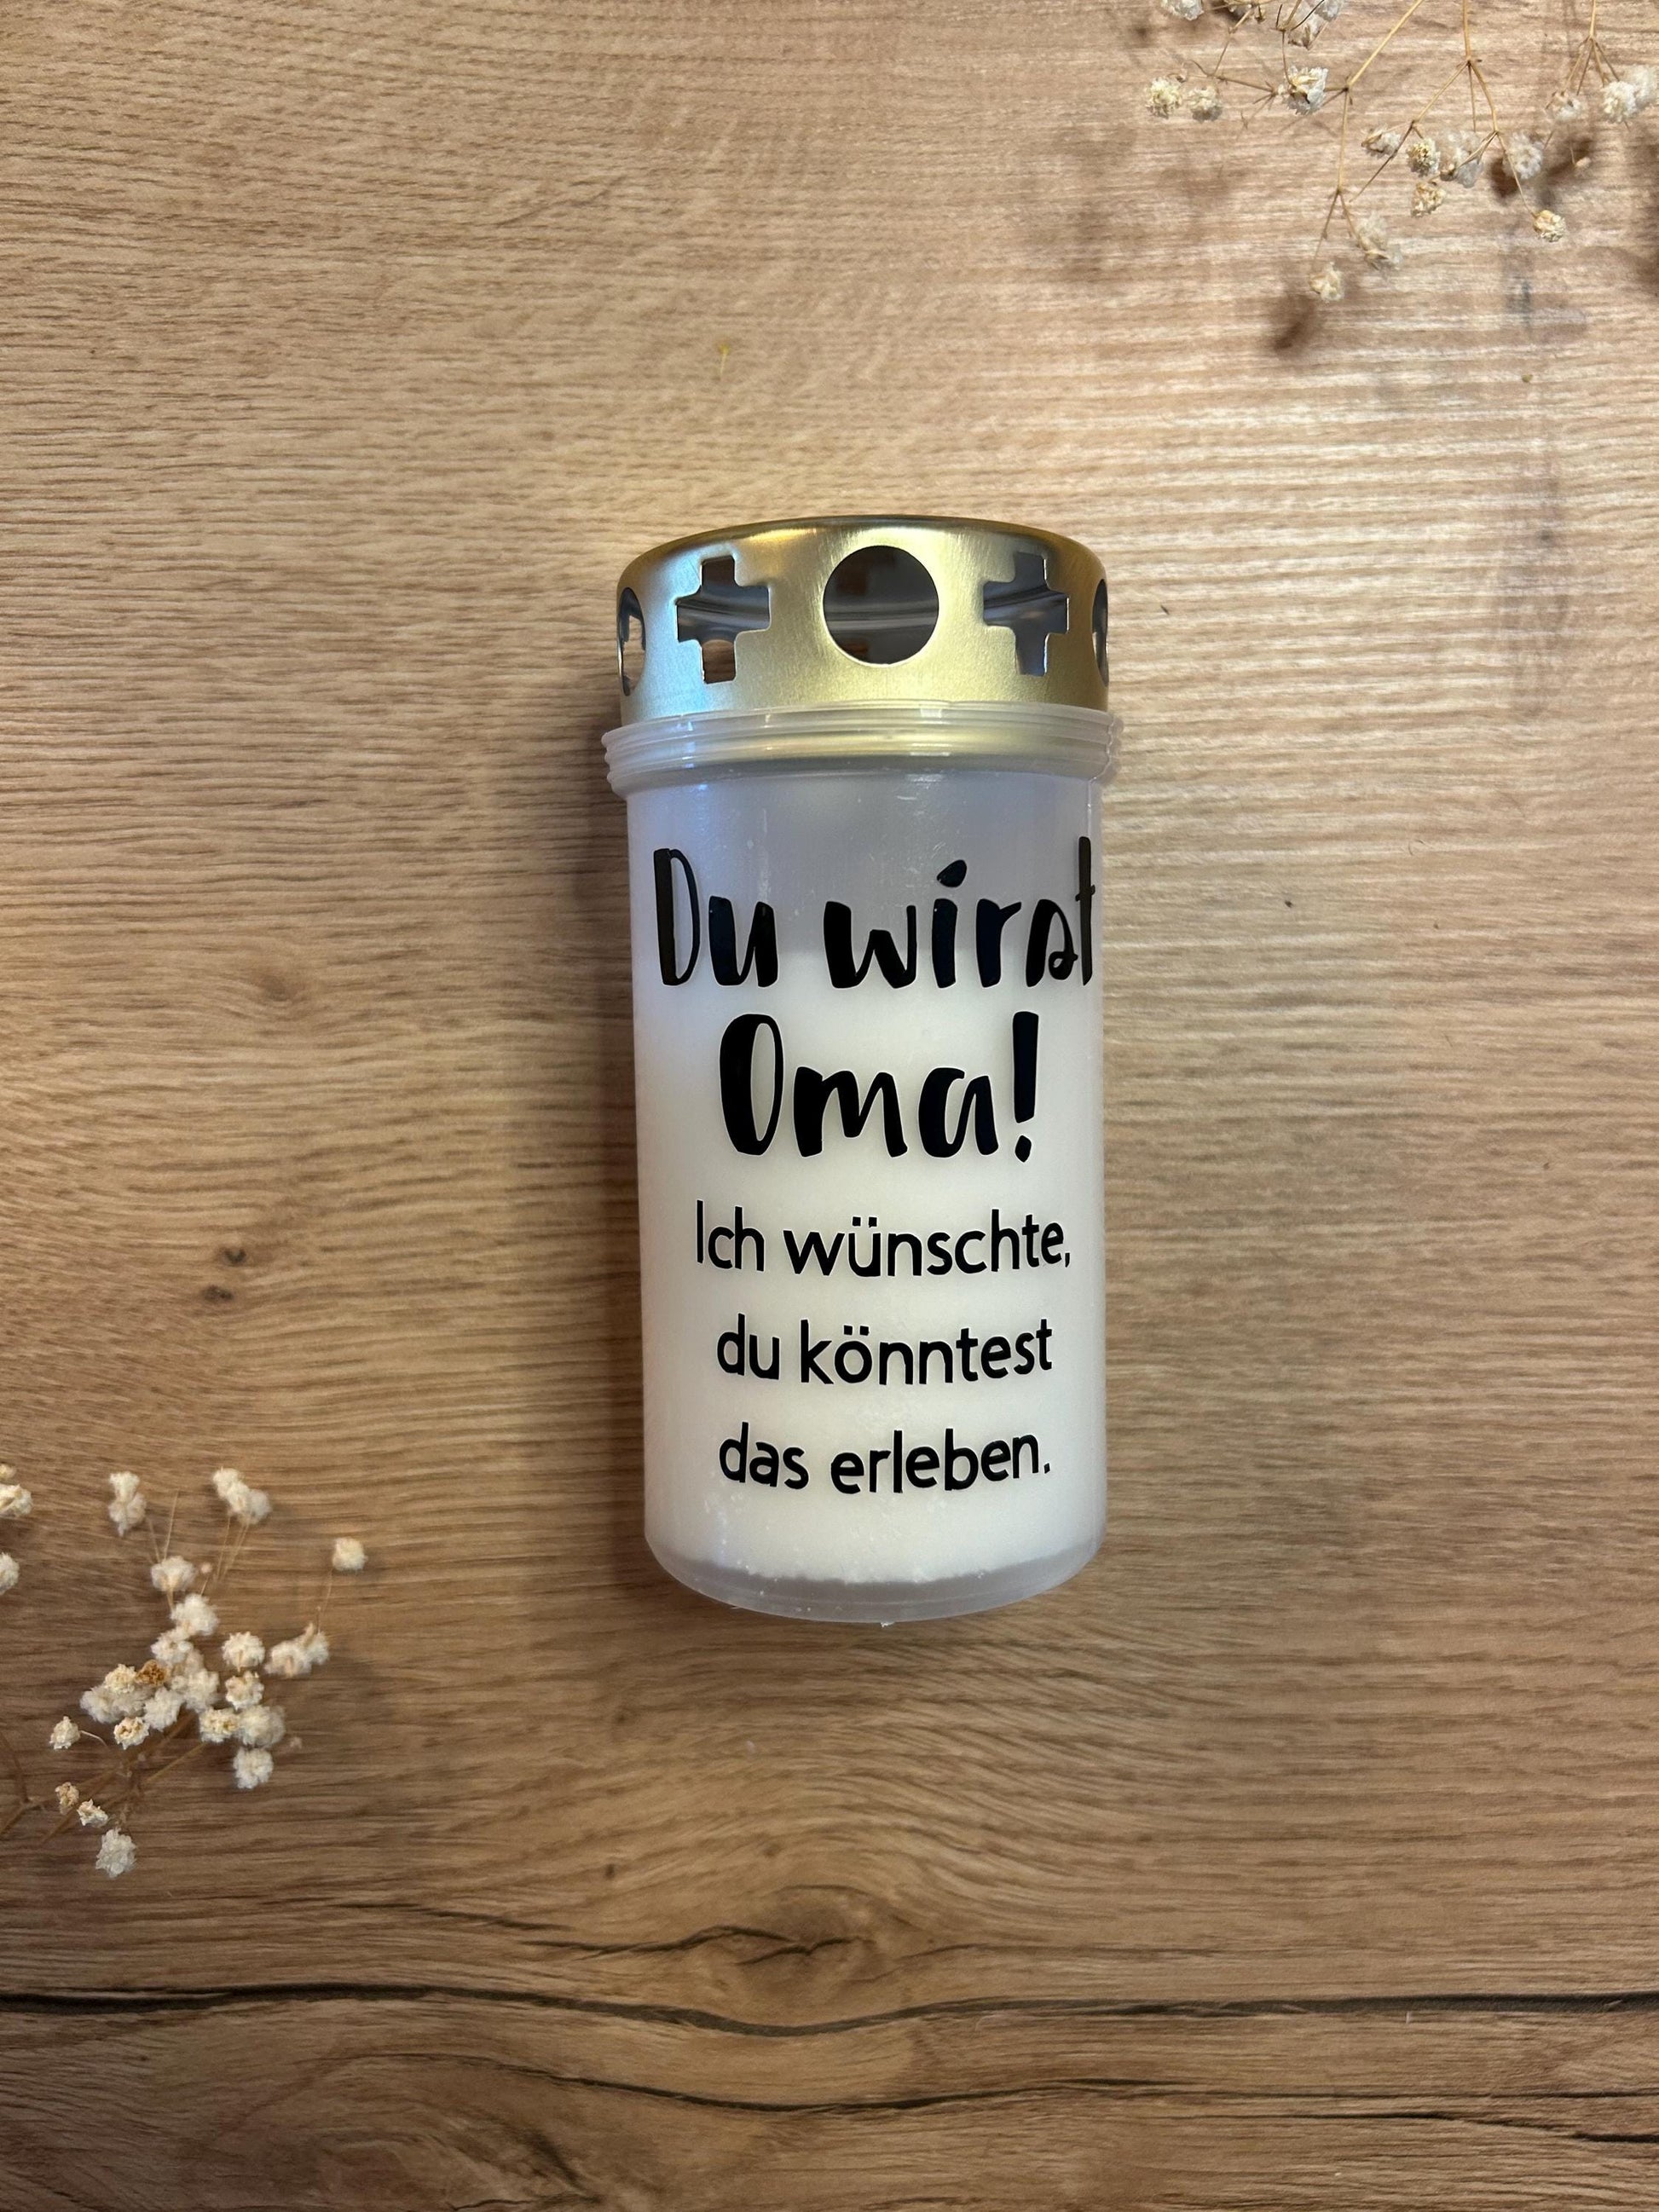 Du wirst
Oma!
Ich wünschte,
du könntest
das erleben.